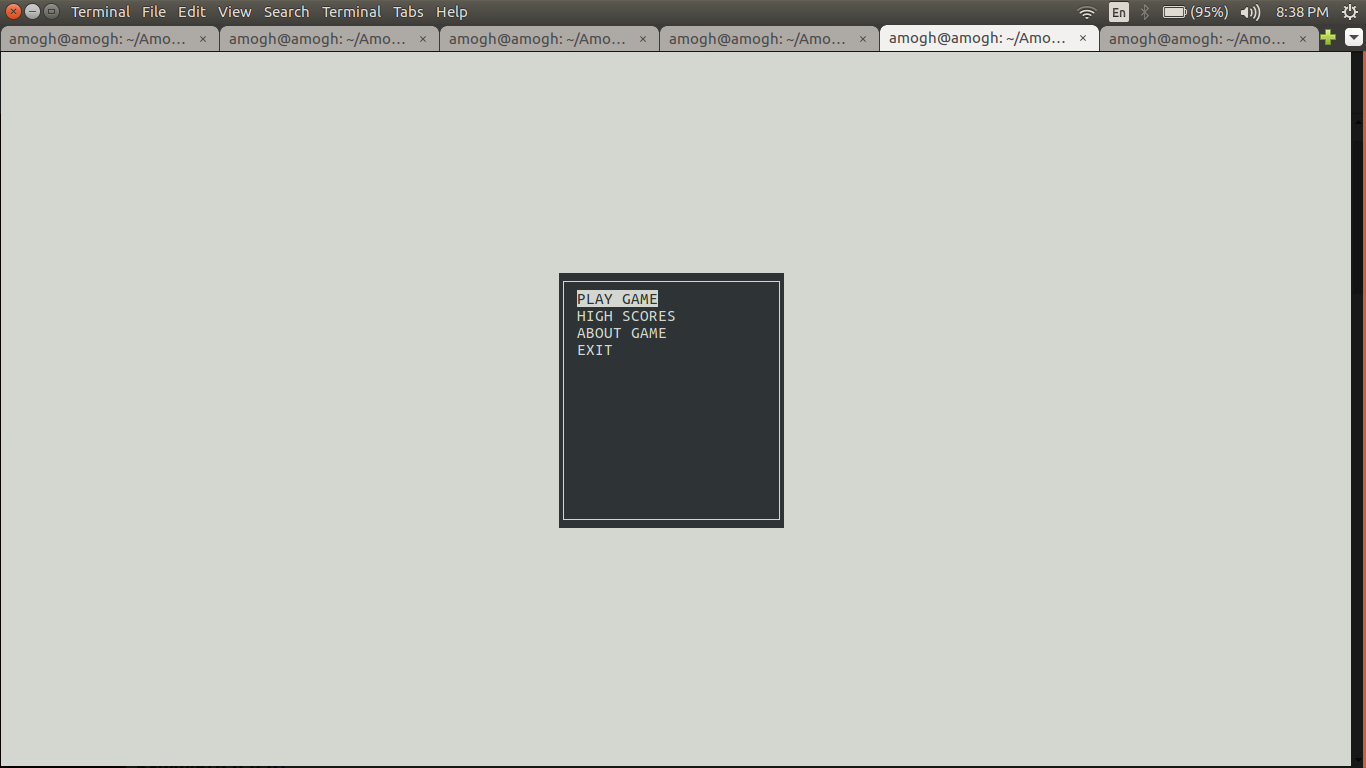 Terminal File Edit View Search Terminal Tabs Help En (95%) 8:38 PM
amogh@amogh: ~/Amo... × amogh@amogh: ~/Amo... × amogh@amogh: ~/Amo... × amogh@amogh: ~/Amo... × amogh@amogh: ~/Amo... × amogh@amogh: ~/Amo... ×
PLAY GAME
HIGH SCORES
ABOUT GAME
EXIT